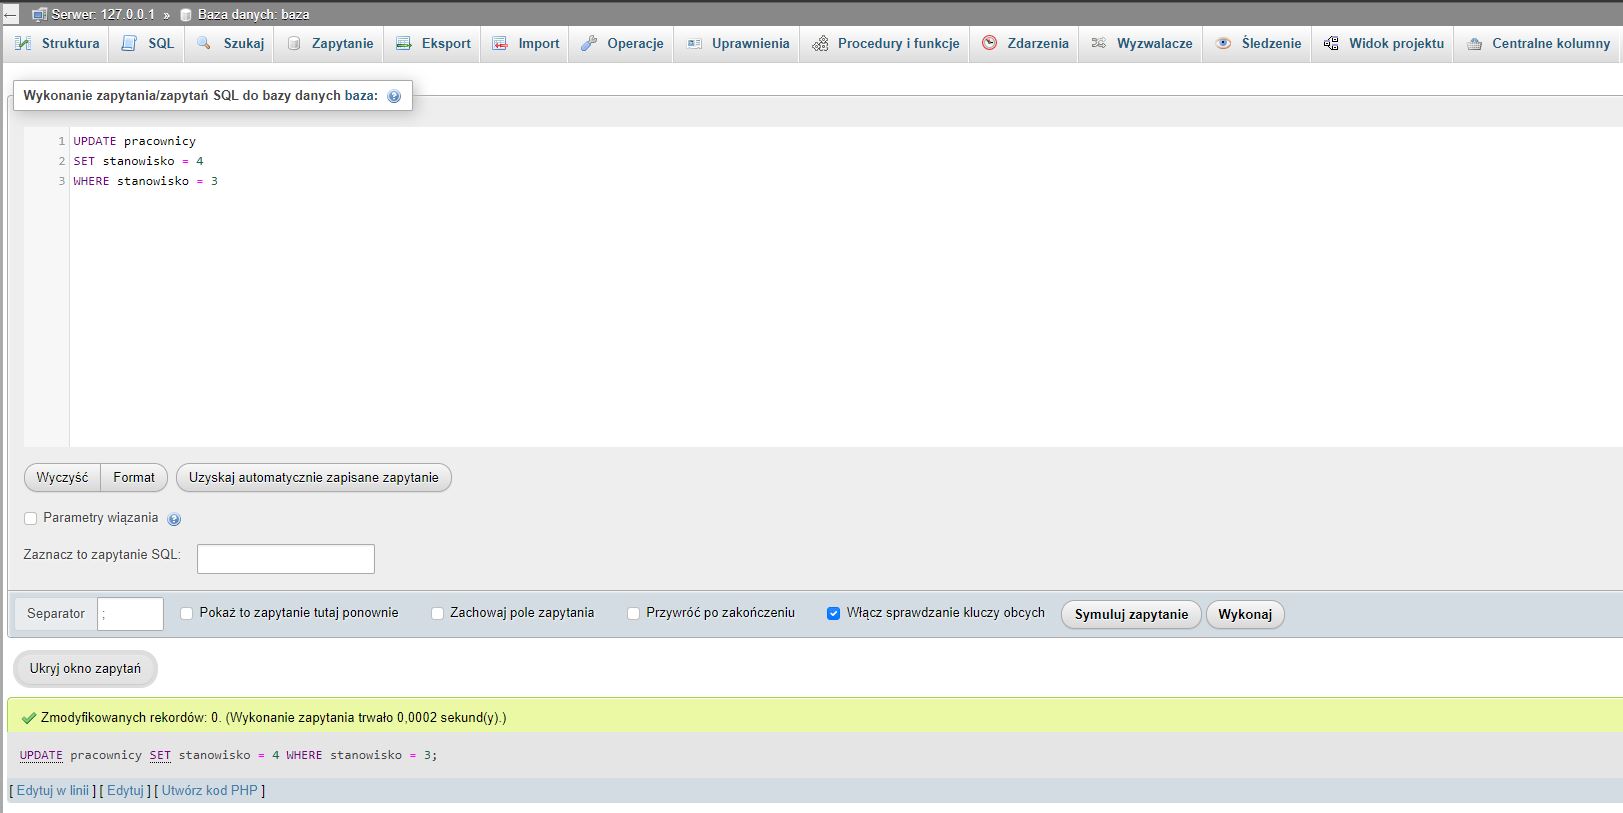 Serwer: 127.0.0.1 » Baza danych: baza
Struktura SQL Szukaj Zapytanie Eksport Import Operacje Uprawnienia Procedury i funkcje Zdarzenia Wyzwalacze Śledzenie Widok projektu Centralne kolumny
Wykonanie zapytania/zapytań SQL do bazy danych baza:
1 UPDATE pracownicy
2 SET stanowisko = 4
3 WHERE stanowisko = 3
Wyczyść Format Uzyskaj automatycznie zapisane zapytanie
Parametry wiązania
Zaznacz to zapytanie SQL:
Separator ; Pokaż to zapytanie tutaj ponownie Zachowaj pole zapytania Przywróć po zakończeniu Włącz sprawdzanie kluczy obcych Symuluj zapytanie Wykonaj
Ukryj okno zapytań
Zmodyfikowanych rekordów: 0. (Wykonanie zapytania trwało 0,0002 sekund(y).)
UPDATE pracownicy SET stanowisko = 4 WHERE stanowisko = 3;
[ Edytuj w linii ] [ Edytuj ] [ Utwórz kod PHP ]